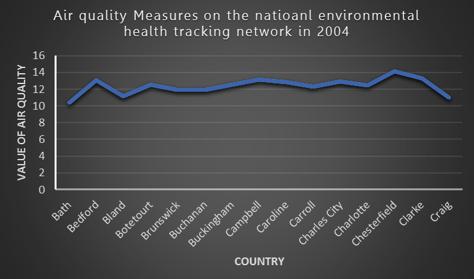 Air quality Measures on the natioanl environmental
health tracking network in 2004
VALUE OF AIR QUALITY
16
14
12
10
8
6
4
2
0
Bath
Bedford
Bland
Botetourt
Brunswick
Buchanan
Buckingham
Campbell
Caroline
Carroll
Charles City
Charlotte
Chesterfield
Clarke
Craig
COUNTRY